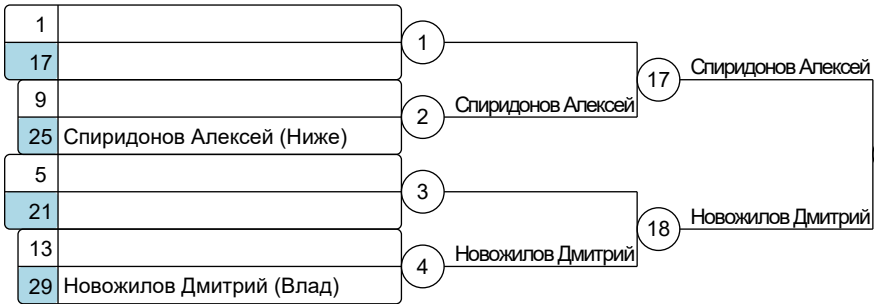 1
17
1
9
25 Спиридонов Алексей (Ниже)
2
Спиридонов Алексей
17
Спиридонов Алексей
5
21
3
13
29 Новожилов Дмитрий (Влад)
4
Новожилов Дмитрий
18
Новожилов Дмитрий